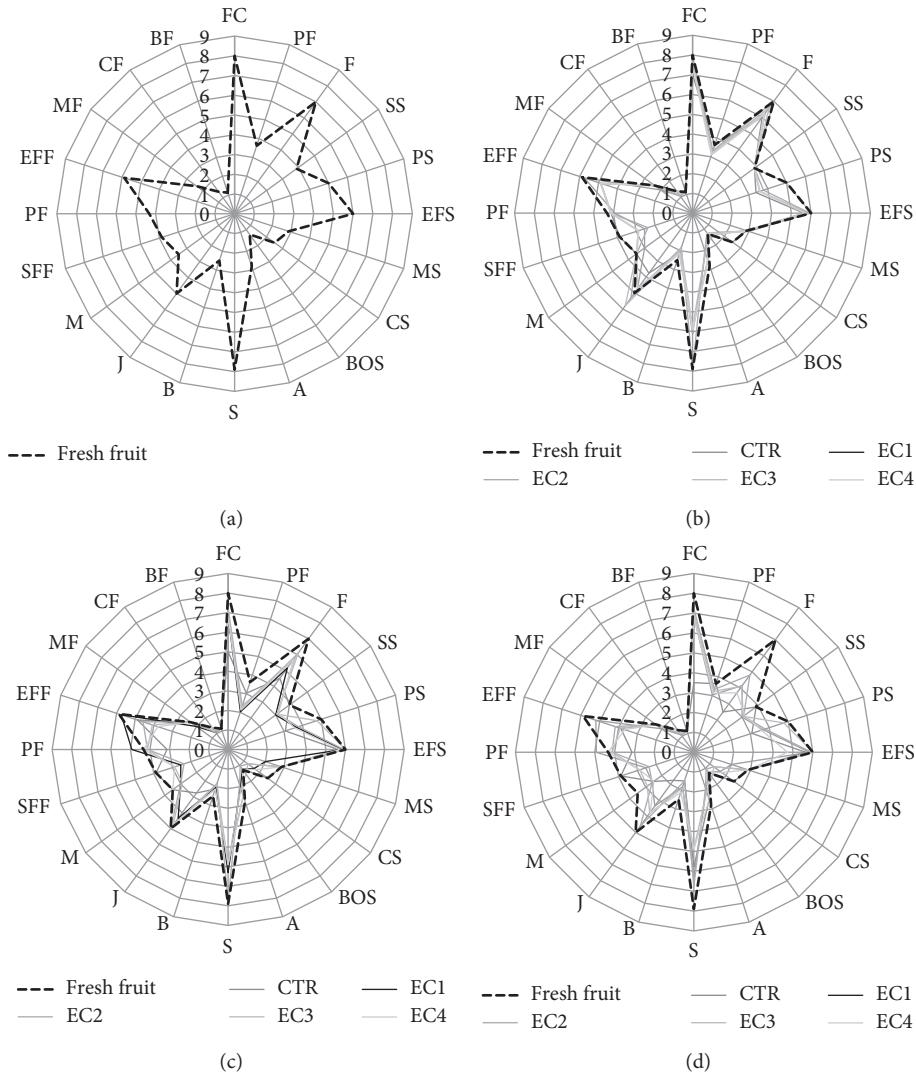 FC
PF
F
SS
PS
EFS
MS
CS
BOS
A
S
B
J
M
SFF
PF
EFF
MF
CF
BF
9
8
7
6
5
4
3
2
1
0
Fresh fruit
(a)
FC
PF
F
SS
PS
EFS
MS
CS
BOS
A
S
B
J
M
SFF
PF
EFF
MF
CF
BF
9
8
7
6
5
4
3
2
1
0
Fresh fruit CTR EC1
EC2 EC3 EC4
(b)
FC
PF
F
SS
PS
EFS
MS
CS
BOS
A
S
B
J
M
SFF
PF
EFF
MF
CF
BF
9
8
7
6
5
4
3
2
1
0
Fresh fruit CTR EC1
EC2 EC3 EC4
(c)
FC
PF
F
SS
PS
EFS
MS
CS
BOS
A
S
B
J
M
SFF
PF
EFF
MF
CF
BF
9
8
7
6
5
4
3
2
1
0
Fresh fruit CTR EC1
EC2 EC3 EC4
(d)